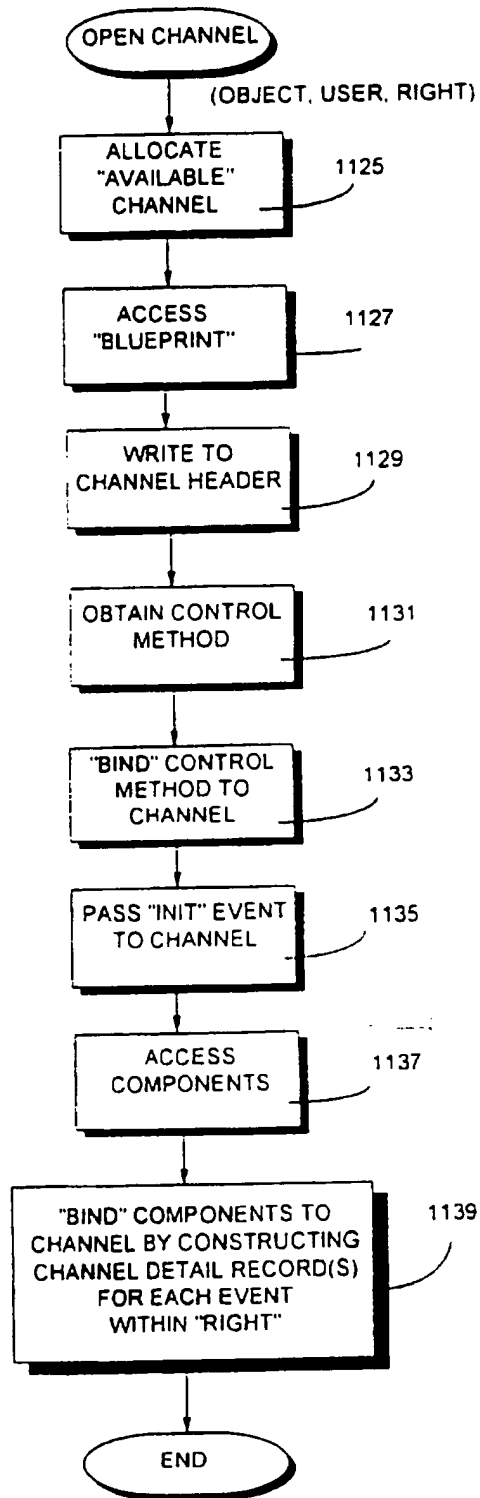 OPEN CHANNEL
(OBJECT, USER, RIGHT)
ALLOCATE
"AVAILABLE"
CHANNEL
1125
ACCESS
"BLUEPRINT"
1127
WRITE TO
CHANNEL HEADER
1129
OBTAIN CONTROL
METHOD
1131
"BIND" CONTROL
METHOD TO
CHANNEL
1133
PASS "INIT" EVENT
TO CHANNEL
1135
ACCESS
COMPONENTS
1137
"BIND" COMPONENTS TO
CHANNEL BY CONSTRUCTING
CHANNEL DETAIL RECORD(S)
FOR EACH EVENT
WITHIN "RIGHT"
1139
END